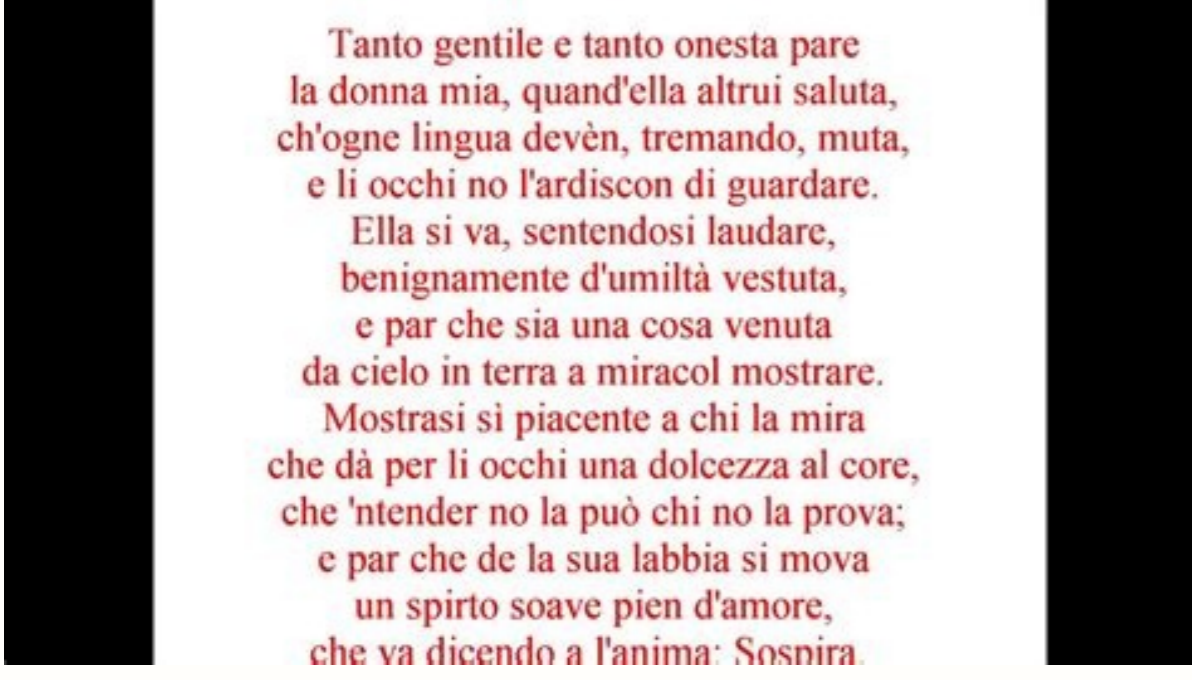 Tanto gentile e tanto onesta pare
la donna mia, quand'ella altrui saluta,
ch'ogne lingua devèn, tremando, muta,
e li occhi no l'ardiscon di guardare.
Ella si va, sentendosi laudare,
benignamente d'umiltà vestuta,
e par che sia una cosa venuta
da cielo in terra a miracol mostrare.
Mostrasi sì piacente a chi la mira
che dà per li occhi una dolcezza al core,
che 'ntender no la può chi no la prova;
e par che de la sua labbia si mova
un spirto soave pien d'amore,
che va dicendo a l'anima: Sospira.